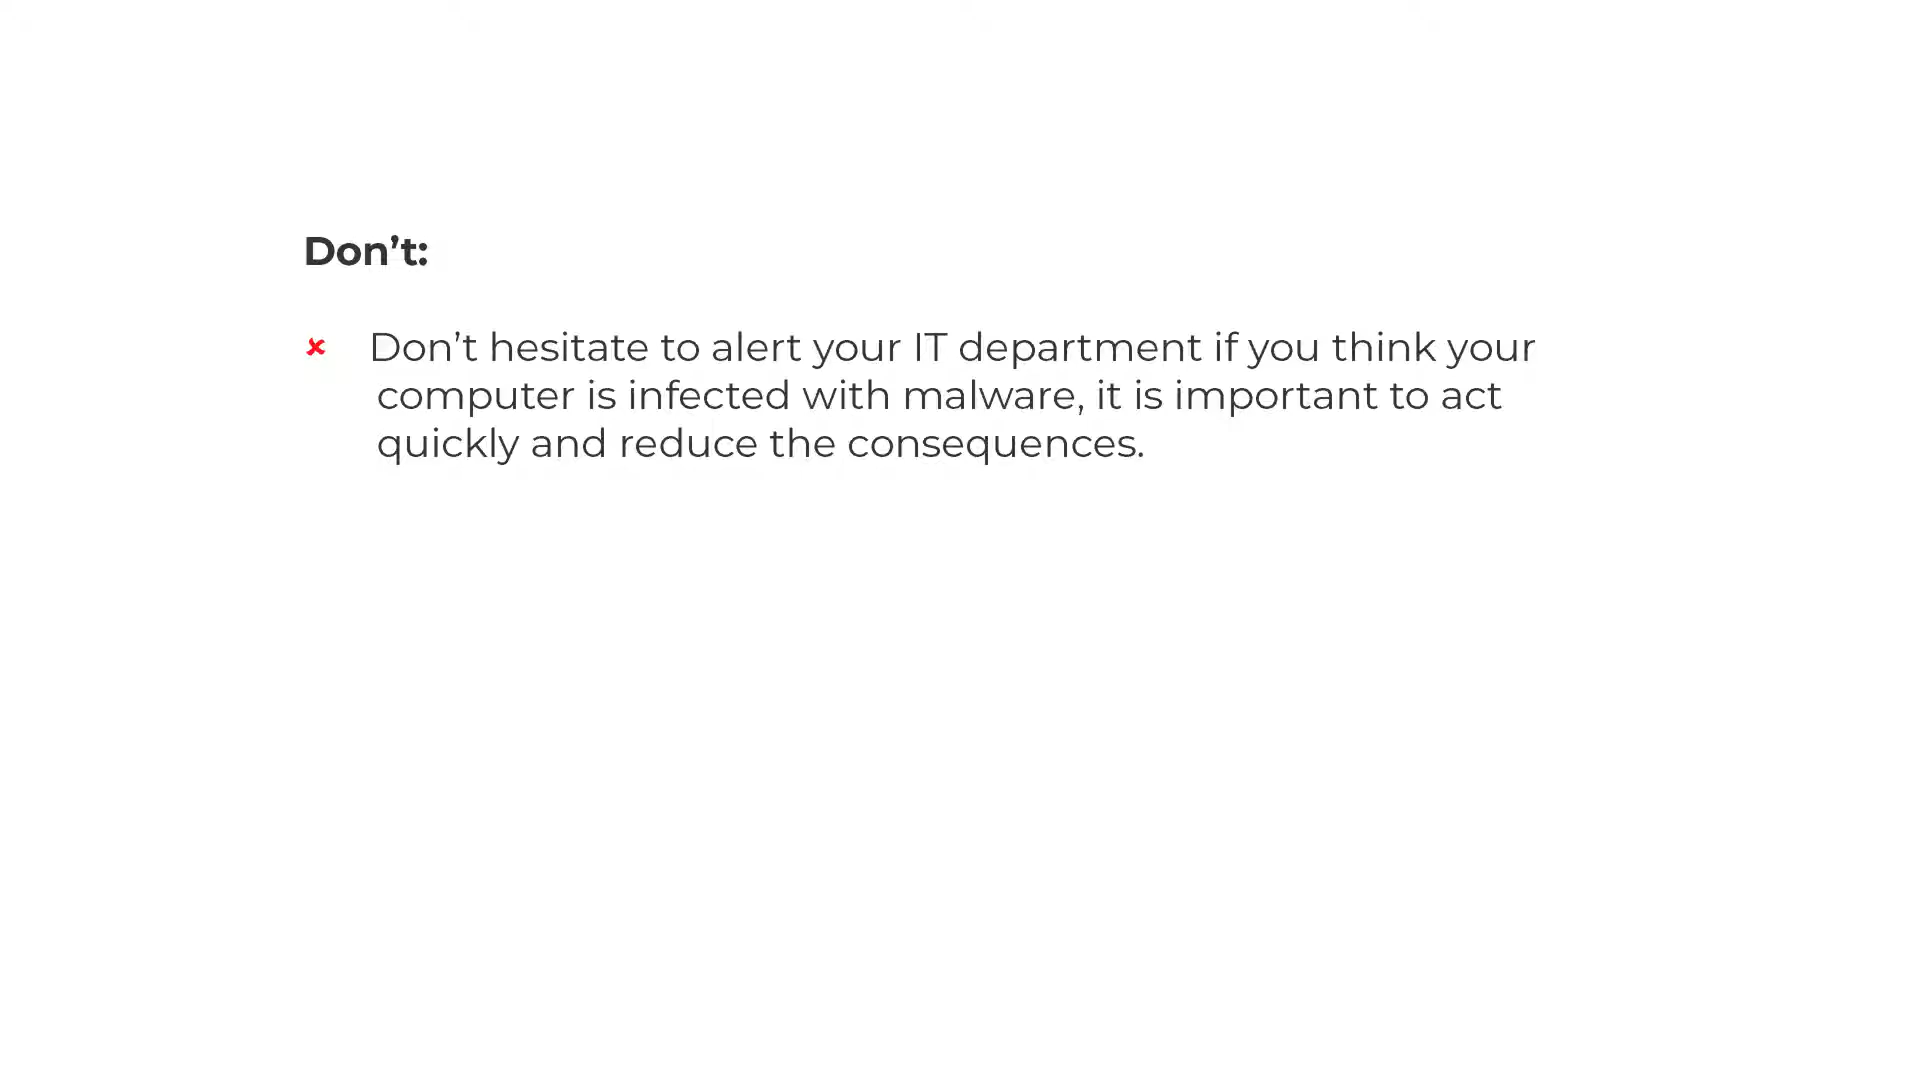 Don’t:
✘ Don’t hesitate to alert your IT department if you think your
computer is infected with malware, it is important to act
quickly and reduce the consequences.